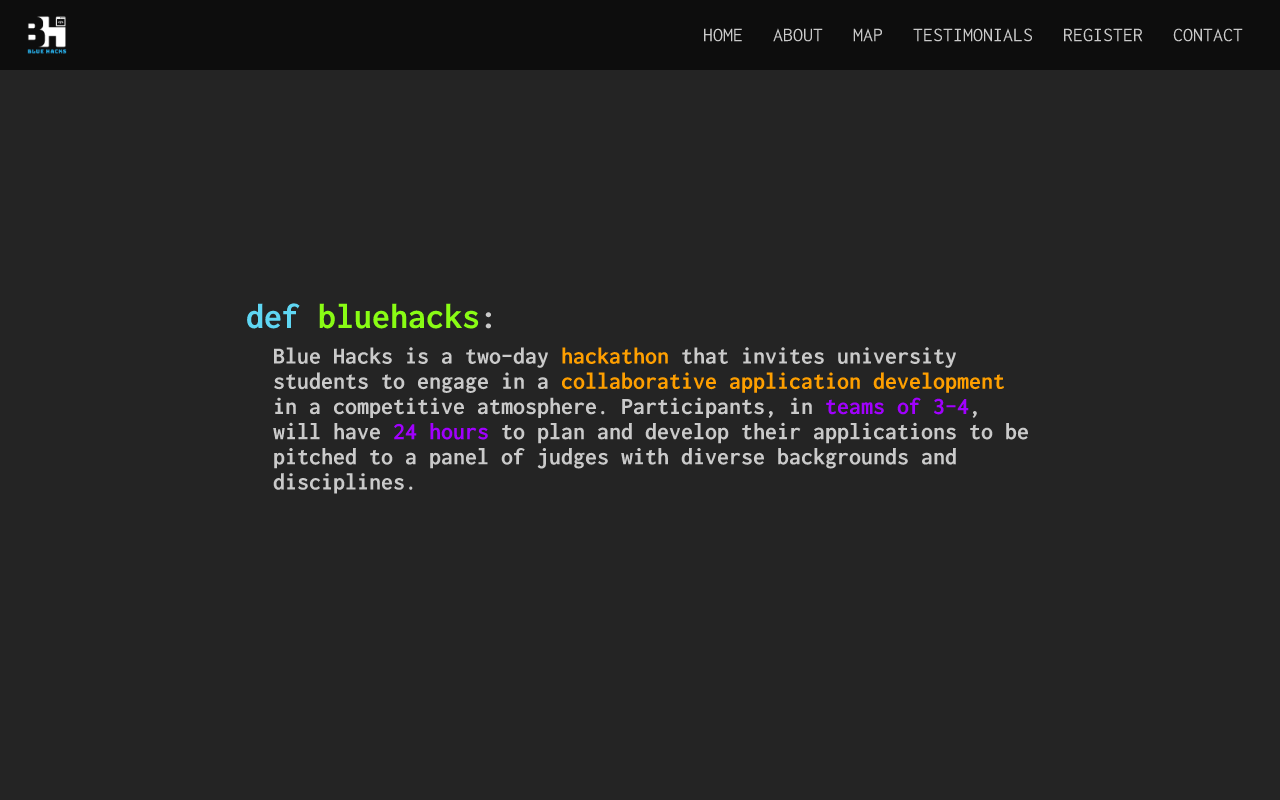 BH
BLUE HACKS
HOME ABOUT MAP TESTIMONIALS REGISTER CONTACT
def bluehacks:
Blue Hacks is a two-day hackathon that invites university
students to engage in a collaborative application development
in a competitive atmosphere. Participants, in teams of 3-4,
will have 24 hours to plan and develop their applications to be
pitched to a panel of judges with diverse backgrounds and
disciplines.